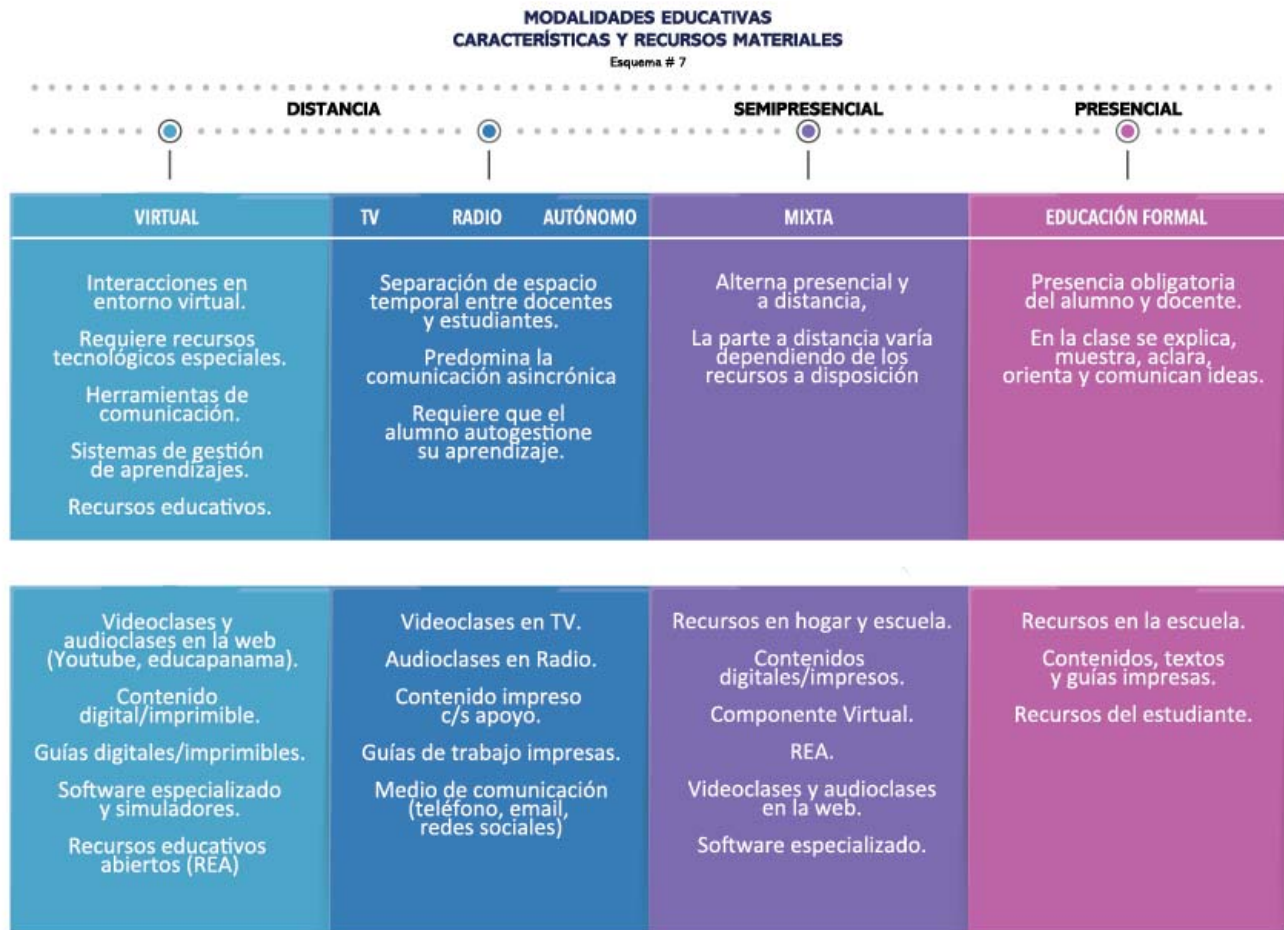 MODALIDADES EDUCATIVAS
CARACTERÍSTICAS Y RECURSOS MATERIALES
Esquema # 7
DISTANCIA
SEMIPRESENCIAL
PRESENCIAL
VIRTUAL
Interacciones en
entorno virtual.
Requiere recursos
tecnológicos especiales.
Herramientas de
comunicación.
Sistemas de gestión
de aprendizajes.
Recursos educativos.
TV RADIO AUTÓNOMO
Separación de espacio
temporal entre docentes
y estudiantes.
Predomina la
comunicación asincrónica
Requiere que el
alumno autogestione
su aprendizaje.
MIXTA
Alterna presencial y
a distancia,
La parte a distancia varía
dependiendo de los
recursos a disposición
EDUCACIÓN FORMAL
Presencia obligatoria
del alumno y docente.
En la clase se explica,
muestra, aclara,
orienta y comunican ideas.
Videoclases y
audioclases en la web
(Youtube, educapanama).
Contenido
digital/imprimible.
Guías digitales/imprimibles.
Software especializado
y simuladores.
Recursos educativos
abiertos (REA)
Videoclases en TV.
Audioclases en Radio.
Contenido impreso
c/s apoyo.
Guías de trabajo impresas.
Medio de comunicación
(teléfono, email,
redes sociales)
Recursos en hogar y escuela.
Contenidos
digitales/impresos.
Componente Virtual.
REA.
Videoclases y audioclases
en la web.
Software especializado.
Recursos en la escuela.
Contenidos, textos
y guías impresas.
Recursos del estudiante.